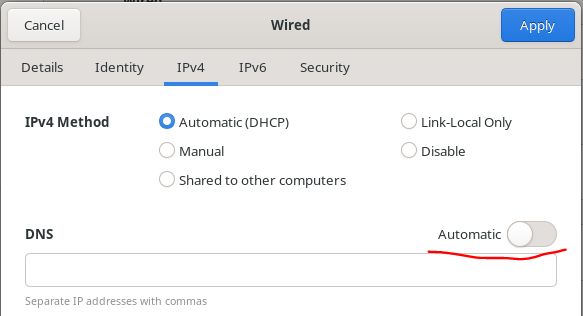 Cancel Wired Apply
Details Identity IPv4 IPv6 Security
IPv4 Method Automatic (DHCP) Link-Local Only
Manual Disable
Shared to other computers
DNS Automatic
Separate IP addresses with commas